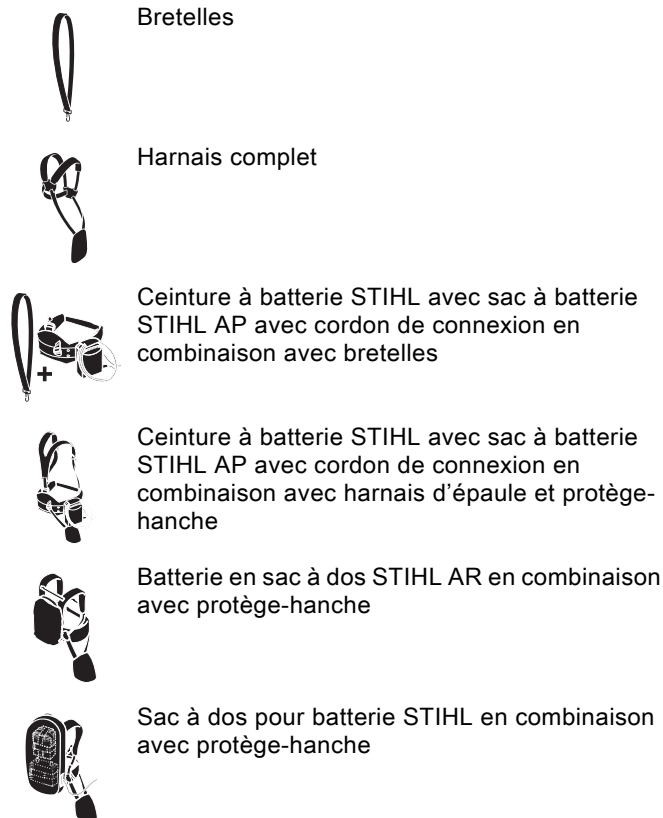 Bretelles
Harnais complet
Ceinture à batterie STIHL avec sac à batterie
STIHL AP avec cordon de connexion en
combinaison avec bretelles
Ceinture à batterie STIHL avec sac à batterie
STIHL AP avec cordon de connexion en
combinaison avec harnais d’épaule et protège-
hanche
Batterie en sac à dos STIHL AR en combinaison
avec protège-hanche
Sac à dos pour batterie STIHL en combinaison
avec protège-hanche